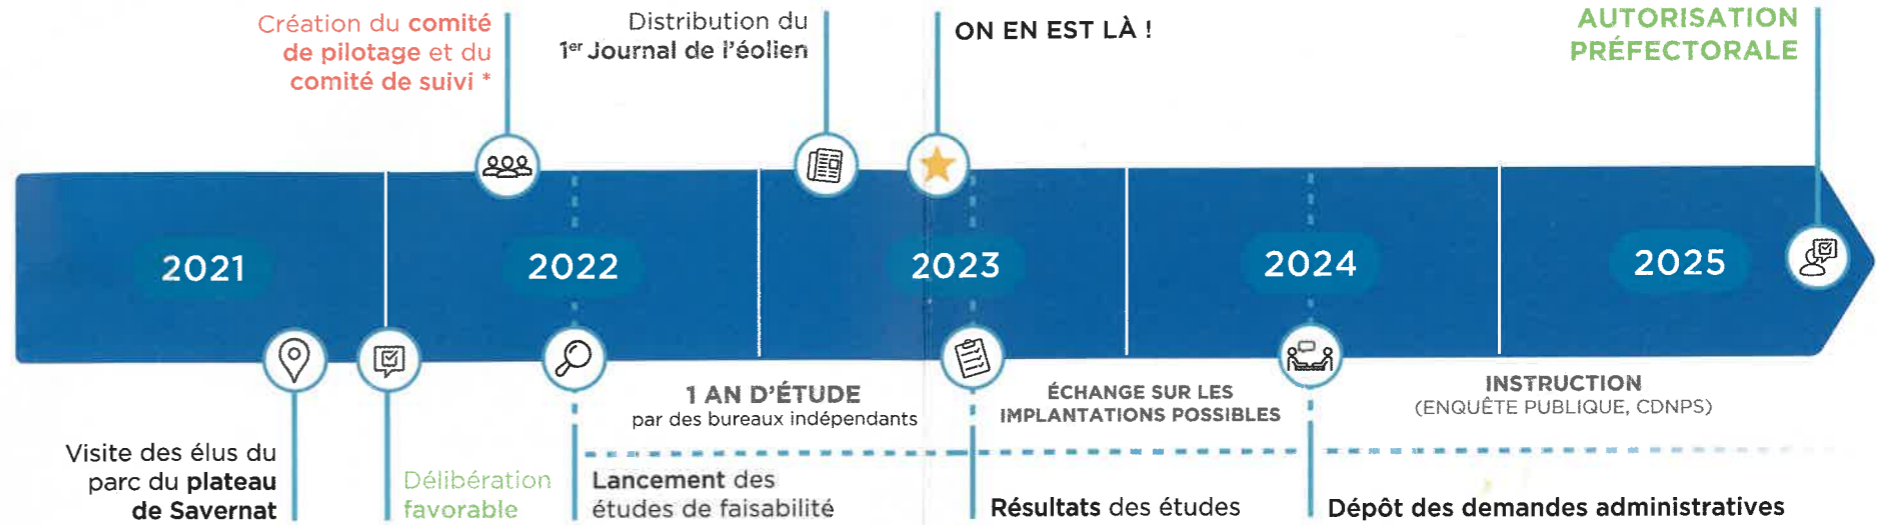 Création du comité
de pilotage et du
comité de suivi *
Distribution du
1er Journal de l'éolien
ON EN EST LÀ !
AUTORISATION
PRÉFECTORALE
2021
2022
2023
2024
2025
1 AN D'ÉTUDE
par des bureaux indépendants
ÉCHANGE SUR LES
IMPLANTATIONS POSSIBLES
INSTRUCTION
(ENQUÊTE PUBLIQUE, CDNPS)
Visite des élus du
parc du plateau
de Savernat
Délibération
favorable
Lancement des
études de faisabilité
Résultats des études
Dépôt des demandes administratives